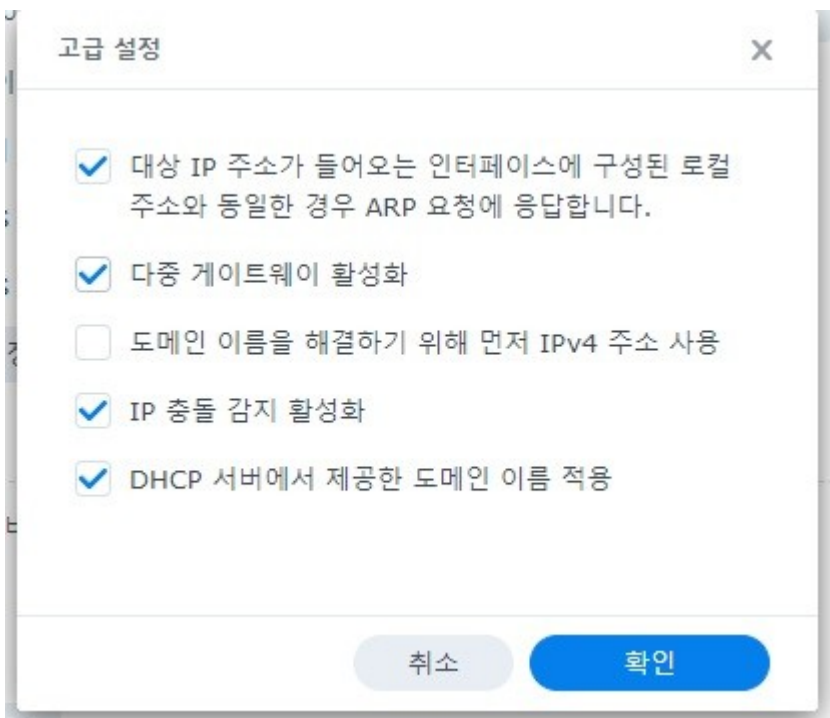 고급 설정
대상 IP 주소가 들어오는 인터페이스에 구성된 로컬
주소와 동일한 경우 ARP 요청에 응답합니다.
다중 게이트웨이 활성화
도메인 이름을 해결하기 위해 먼저 IPv4 주소 사용
IP 충돌 감지 활성화
DHCP 서버에서 제공한 도메인 이름 적용
취소
확인